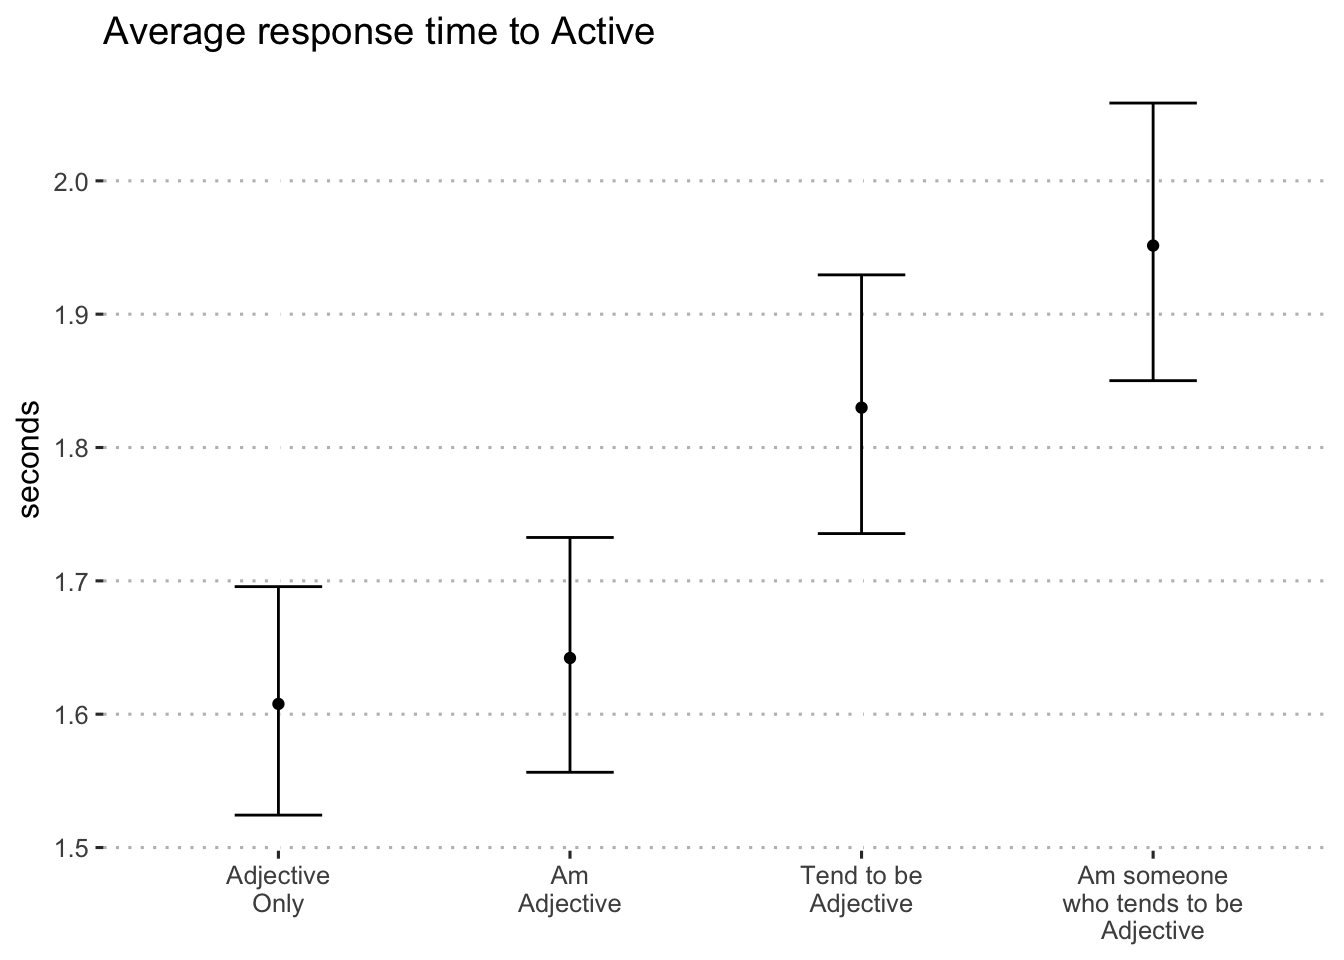 Average response time to Active
seconds
2.0
1.9
1.8
1.7
1.6
1.5
Adjective
Only
Am
Adjective
Tend to be
Adjective
Am someone
who tends to be
Adjective